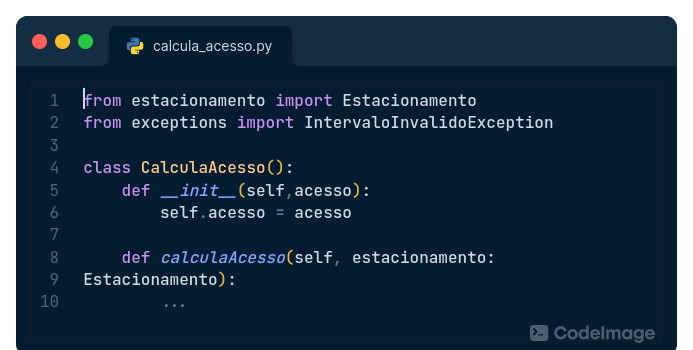 calcula_acesso.py
1 from estacionamento import Estacionamento
2 from exceptions import IntervaloInvalidoException
3
4 class CalculaAcesso():
5     def __init__(self,acesso):
6         self.acesso = acesso
7
8     def calculaAcesso(self, estacionamento:
9 Estacionamento):
10         ...
CodeImage